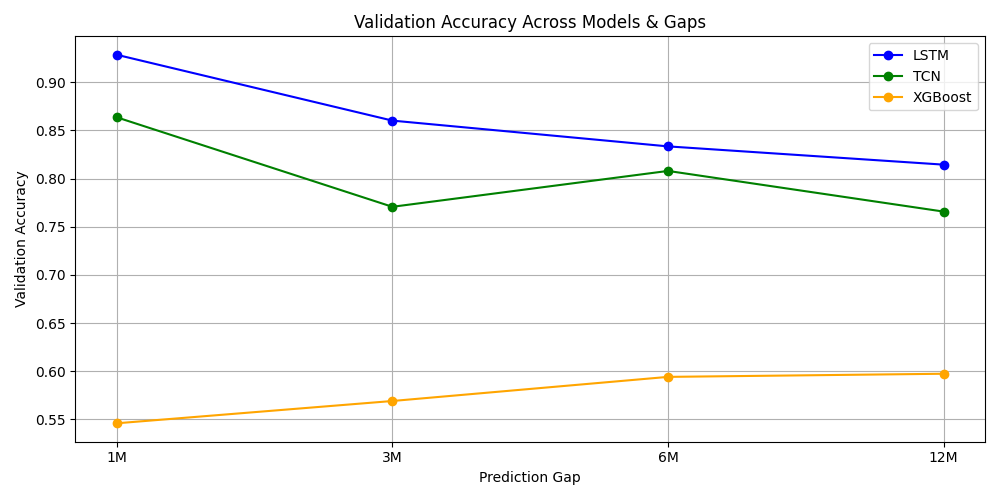 Validation Accuracy Across Models & Gaps
LSTM
TCN
XGBoost
Validation Accuracy
0.90
0.85
0.80
0.75
0.70
0.65
0.60
0.55
1M 3M 6M 12M
Prediction Gap